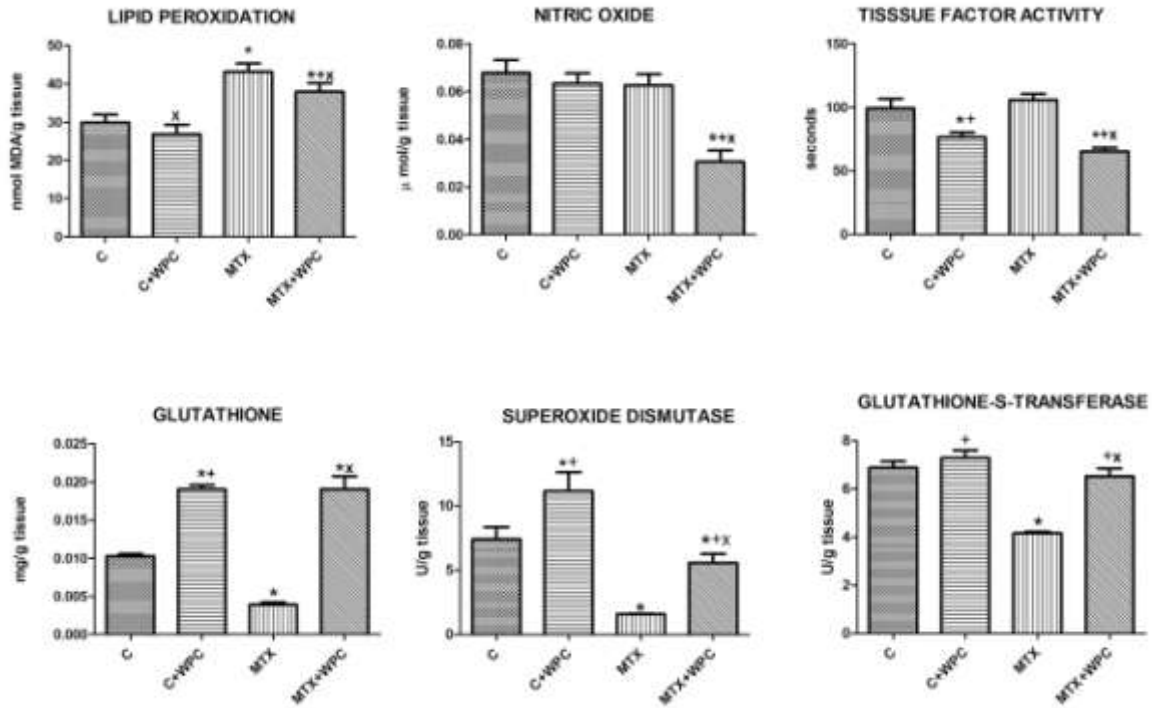 LIPID PEROXIDATION
nmol MDA/g tissue
50
40
30
20
10
0
x
*
*+x
C
C+WPC
MTX
MTX+WPC
NITRIC OXIDE
μ mol/g tissue
0.08
0.06
0.04
0.02
0.00
*+x
C
C+WPC
MTX
MTX+WPC
TISSSUE FACTOR ACTIVITY
seconds
150
100
50
0
*+
*+x
C
C+WPC
MTX
MTX+WPC
GLUTATHIONE
mg/g tissue
0.025
0.020
0.015
0.010
0.005
0.000
*+
*
*x
C
C+WPC
MTX
MTX+WPC
SUPEROXIDE DISMUTASE
U/g tissue
15
10
5
0
*+
*
*+x
C
C+WPC
MTX
MTX+WPC
GLUTATHIONE-S-TRANSFERASE
U/g tissue
8
6
4
2
0
+
*
+x
C
C+WPC
MTX
MTX+WPC